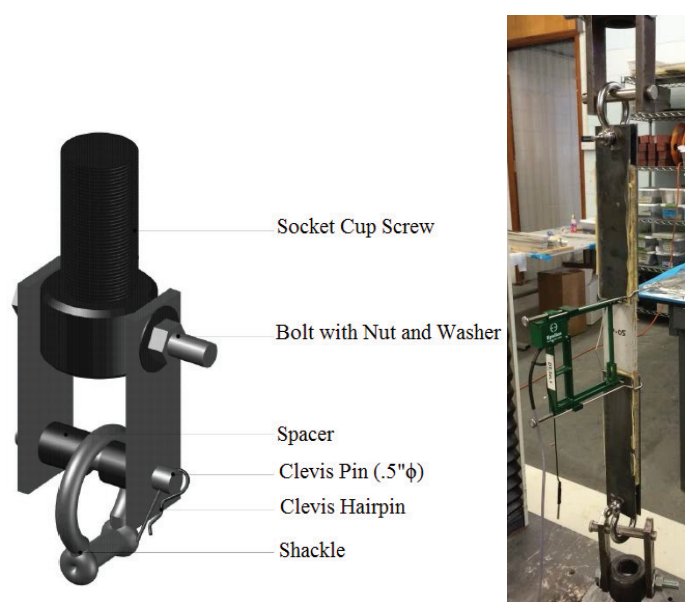 Socket Cup Screw
Bolt with Nut and Washer
Spacer
Clevis Pin (.5"ϕ)
Clevis Hairpin
Shackle